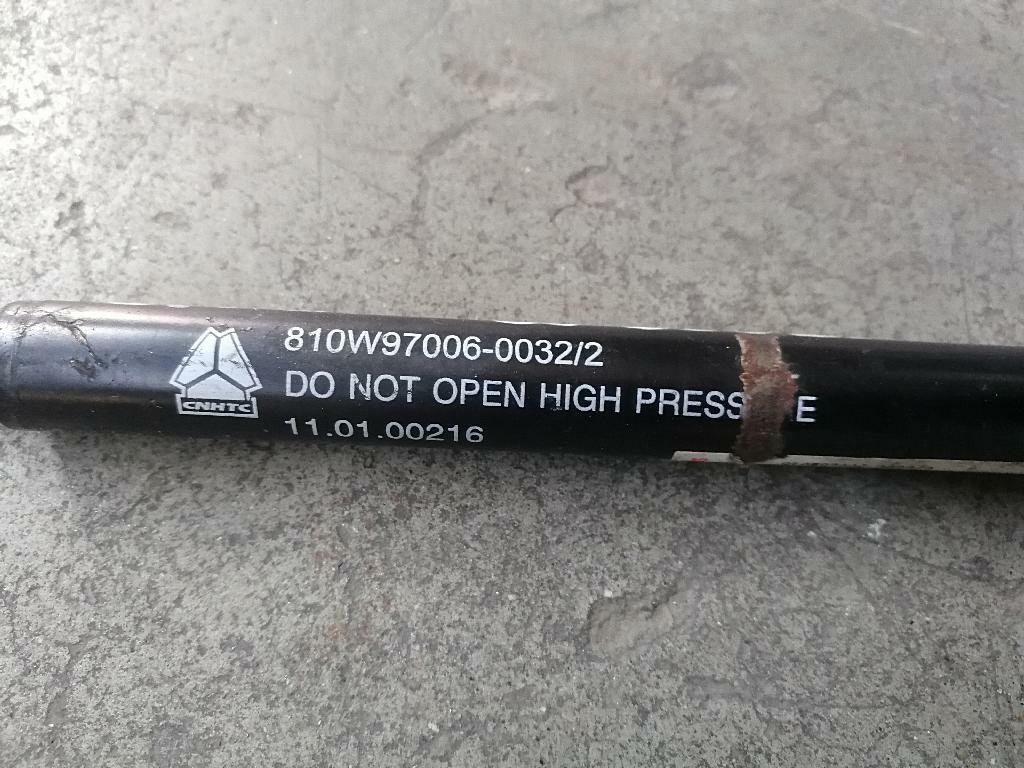 810W97006-0032/2
DO NOT OPEN HIGH
CNHTC
11.01.00216